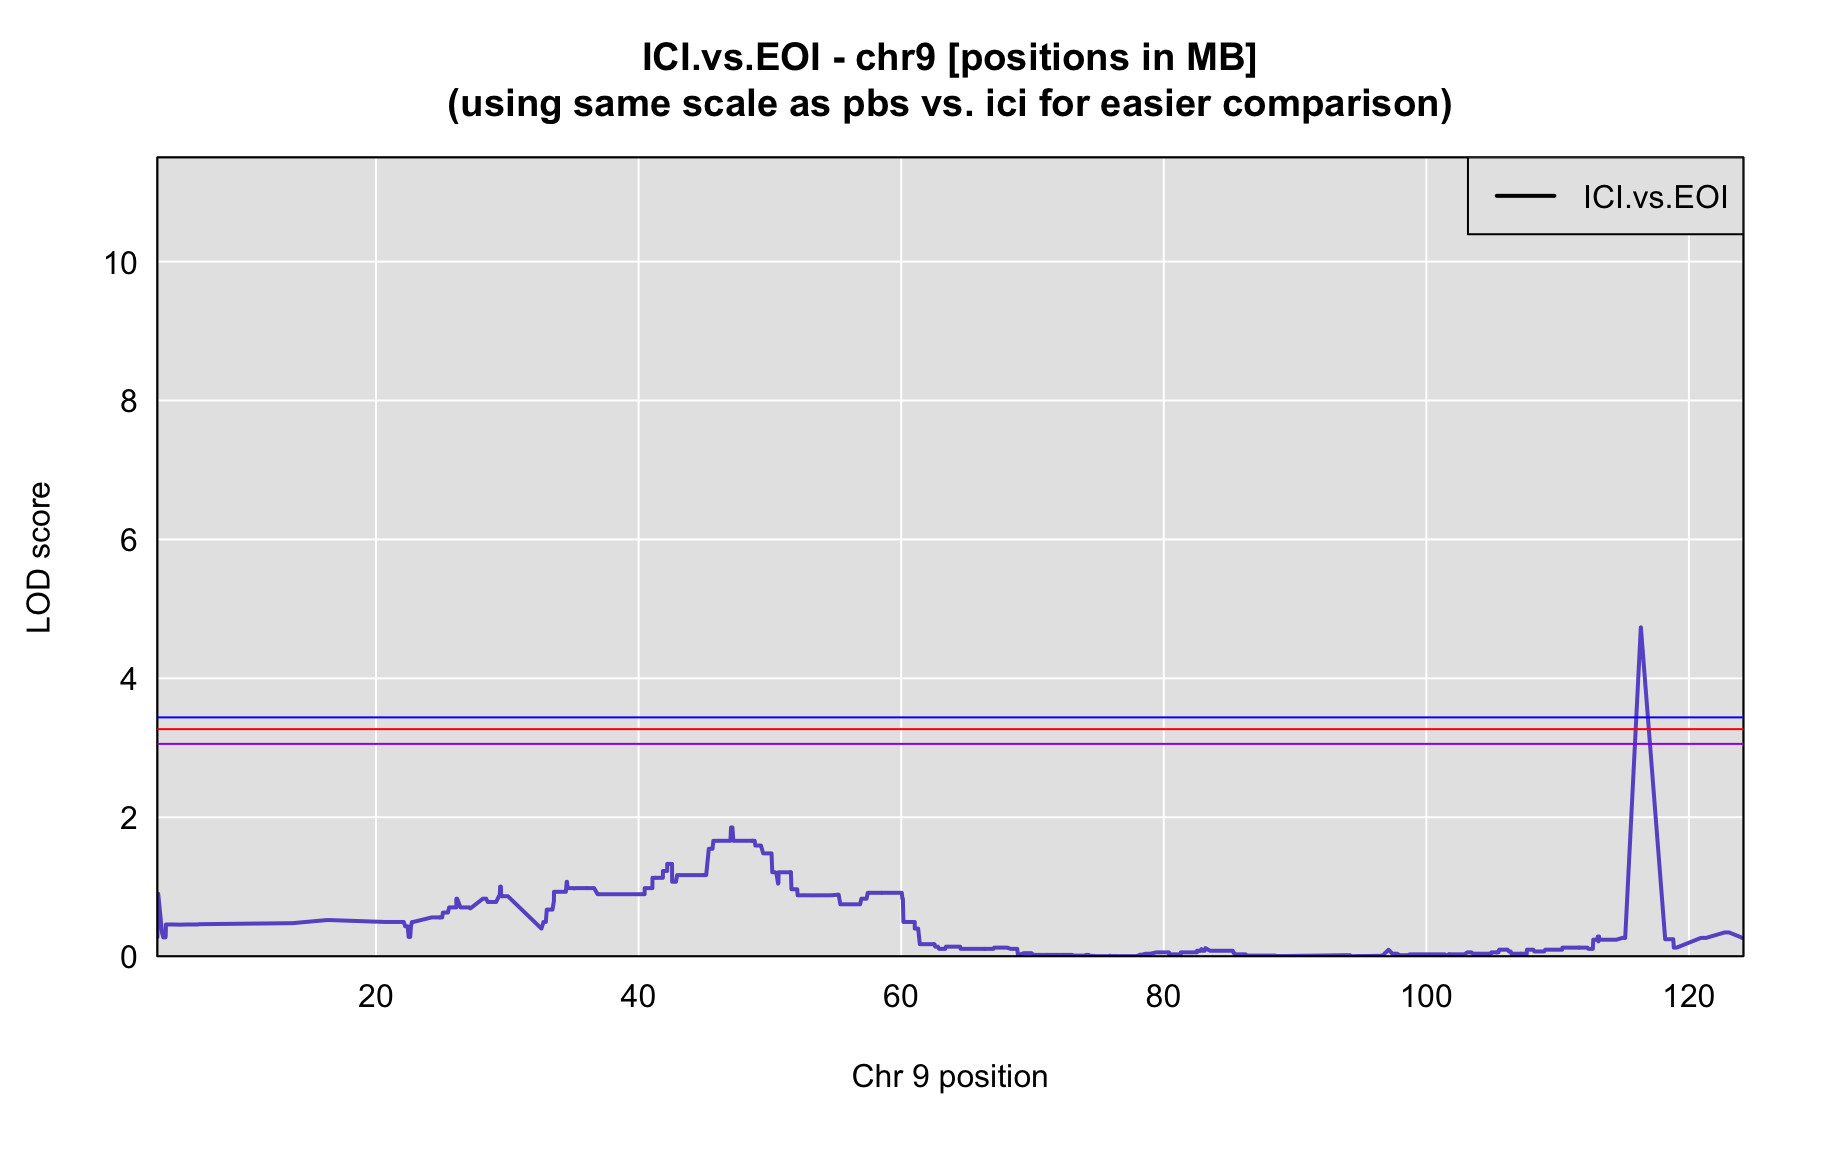 ICI.vs.EOI - chr9 [positions in MB]
(using same scale as pbs vs. ici for easier comparison)
ICI.vs.EOI
10
8
6
4
2
0
LOD score
20 40 60 80 100 120
Chr 9 position